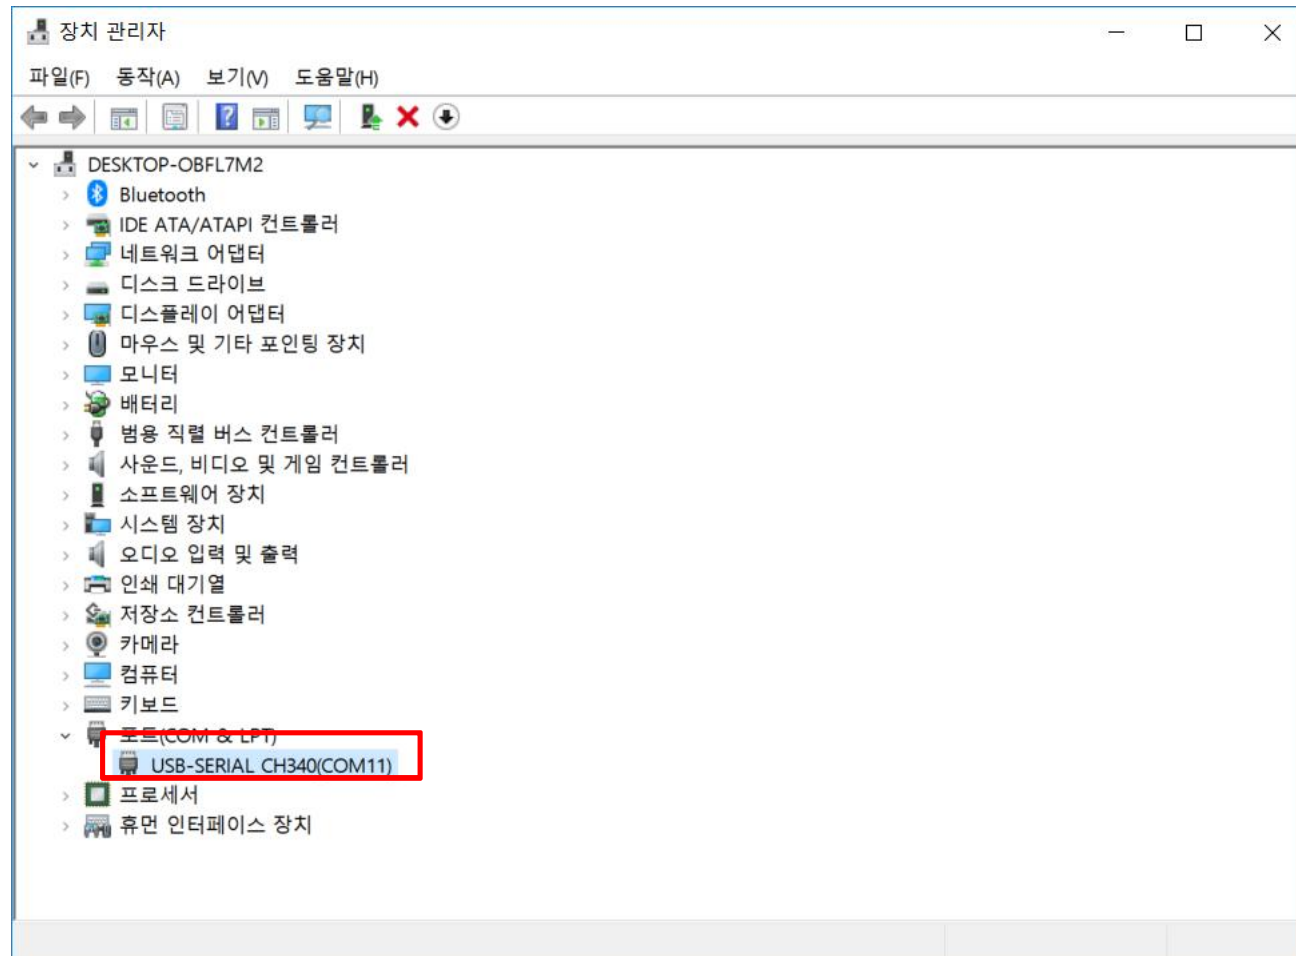 장치 관리자
파일(F) 동작(A) 보기(V) 도움말(H)
DESKTOP-OBFL7M2
Bluetooth
IDE ATA/ATAPI 컨트롤러
네트워크 어댑터
디스크 드라이브
디스플레이 어댑터
마우스 및 기타 포인팅 장치
모니터
배터리
범용 직렬 버스 컨트롤러
사운드, 비디오 및 게임 컨트롤러
소프트웨어 장치
시스템 장치
오디오 입력 및 출력
인쇄 대기열
저장소 컨트롤러
카메라
컴퓨터
키보드
포트(COM & LPT)
USB-SERIAL CH340(COM11)
프로세서
휴먼 인터페이스 장치